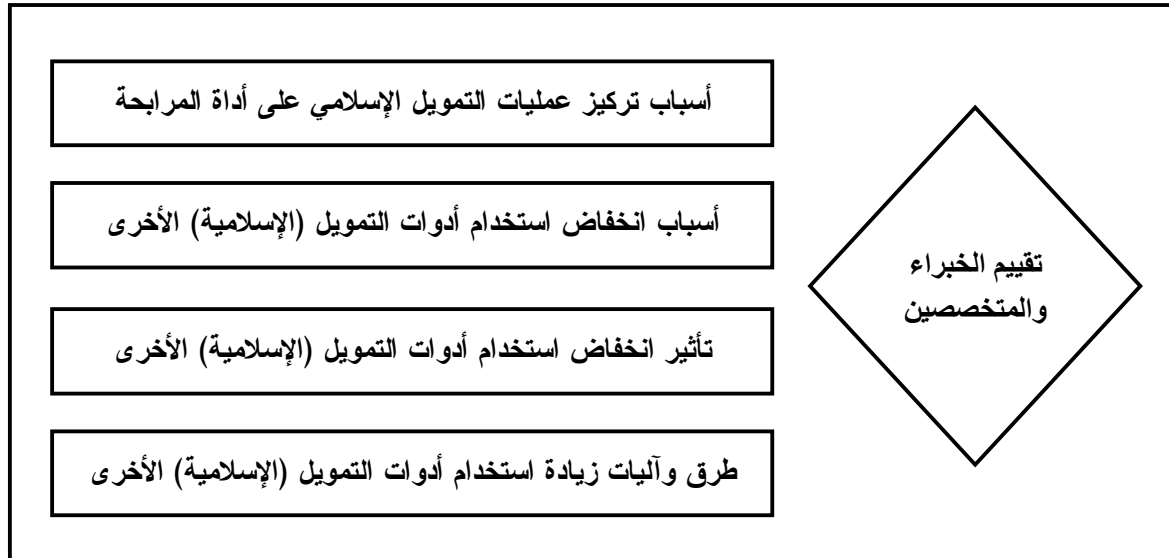 أسباب تركيز عمليات التمويل الإسلامي على أداة المرابحة
أسباب انخفاض استخدام أدوات التمويل (الإسلامية) الأخرى
تأثير انخفاض استخدام أدوات التمويل (الإسلامية) الأخرى
طرق وآليات زيادة استخدام أدوات التمويل (الإسلامية) الأخرى
تقييم الخبراء
والمتخصصين